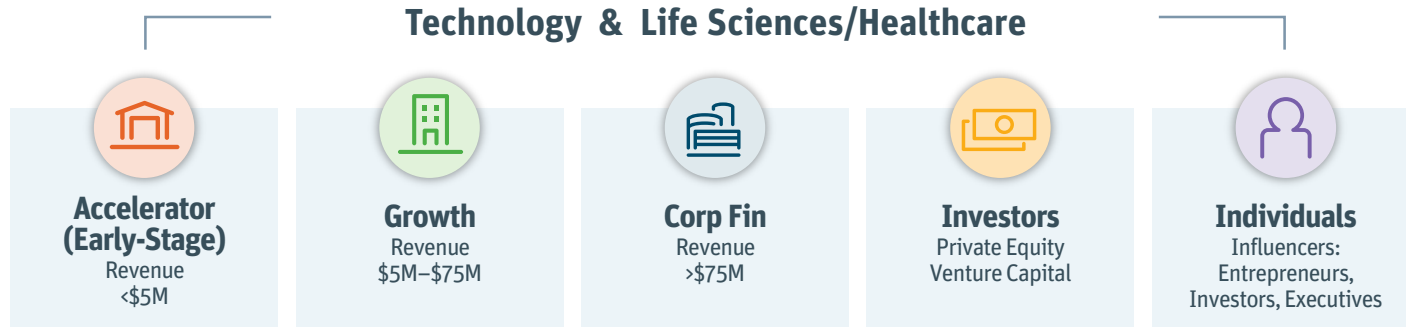 Technology & Life Sciences/Healthcare
Accelerator
(Early-Stage)
Revenue
<$5M
Growth
Revenue
$5M–$75M
Corp Fin
Revenue
>$75M
Investors
Private Equity
Venture Capital
Individuals
Influencers:
Entrepreneurs,
Investors, Executives